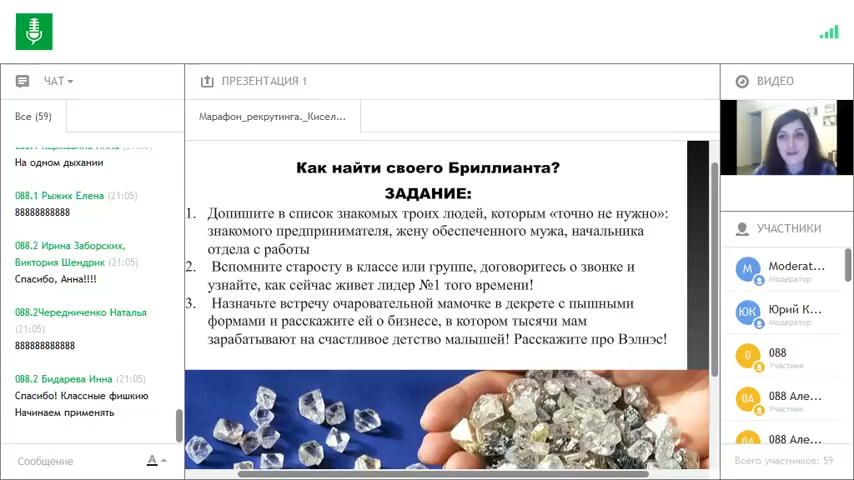 ЧАТ
ПРЕЗЕНТАЦИЯ 1
ВИДЕО
Все (59)
Марафон_рекрутинга._Кисел...
На одном дыхании
088.1 Рыжих Елена (21:05)
88888888888
088.2 Ирина Заборских,
Виктория Шендрик (21:05)
Спасибо, Анна!!!!
088.2Чередниченко Наталья
(21:05)
888888888888
088.2 Бидарева Инна (21:05)
Спасибо! Классные фишкию
Начинаем применять
Сообщение
А
Как найти своего Бриллианта?
ЗАДАНИЕ:
1. Допишите в список знакомых троих людей, которым «точно не нужно»:
знакомого предпринимателя, жену обеспеченного мужа, начальника
отдела с работы
2. Вспомните старосту в классе или группе, договоритесь о звонке и
узнайте, как сейчас живет лидер №1 того времени!
3. Назначьте встречу очаровательной мамочке в декрете с пышными
формами и расскажите ей о бизнесе, в котором тысячи мам
зарабатывают на счастливое детство малышей! Расскажите про Вэлнэс!
УЧАСТНИКИ
M
Moderat...
Модератор
ЮК
Юрий К...
Модератор
0
088
Участник
0А
088 Але...
Участник
0А
088 Але...
Всего участников: 59